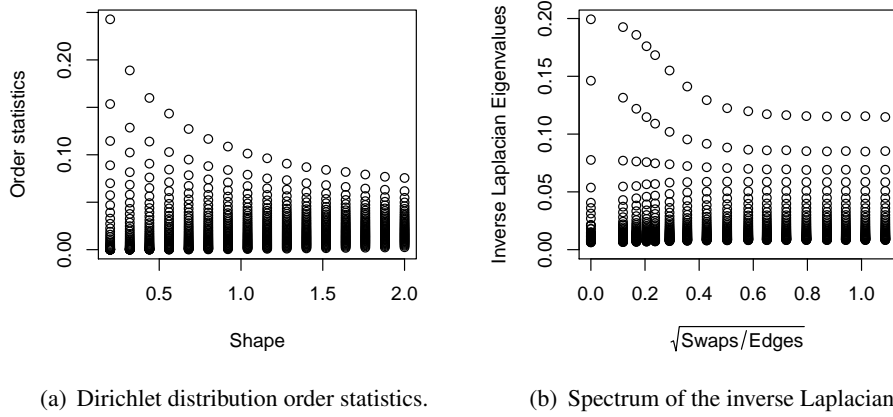 Order statistics
0.00 0.10 0.20
0.5 1.0 1.5 2.0
Shape
(a) Dirichlet distribution order statistics.
Inverse Laplacian Eigenvalues
0.00 0.05 0.10 0.15 0.20
0.0 0.2 0.4 0.6 0.8 1.0
√Swaps/Edges
(b) Spectrum of the inverse Laplacian